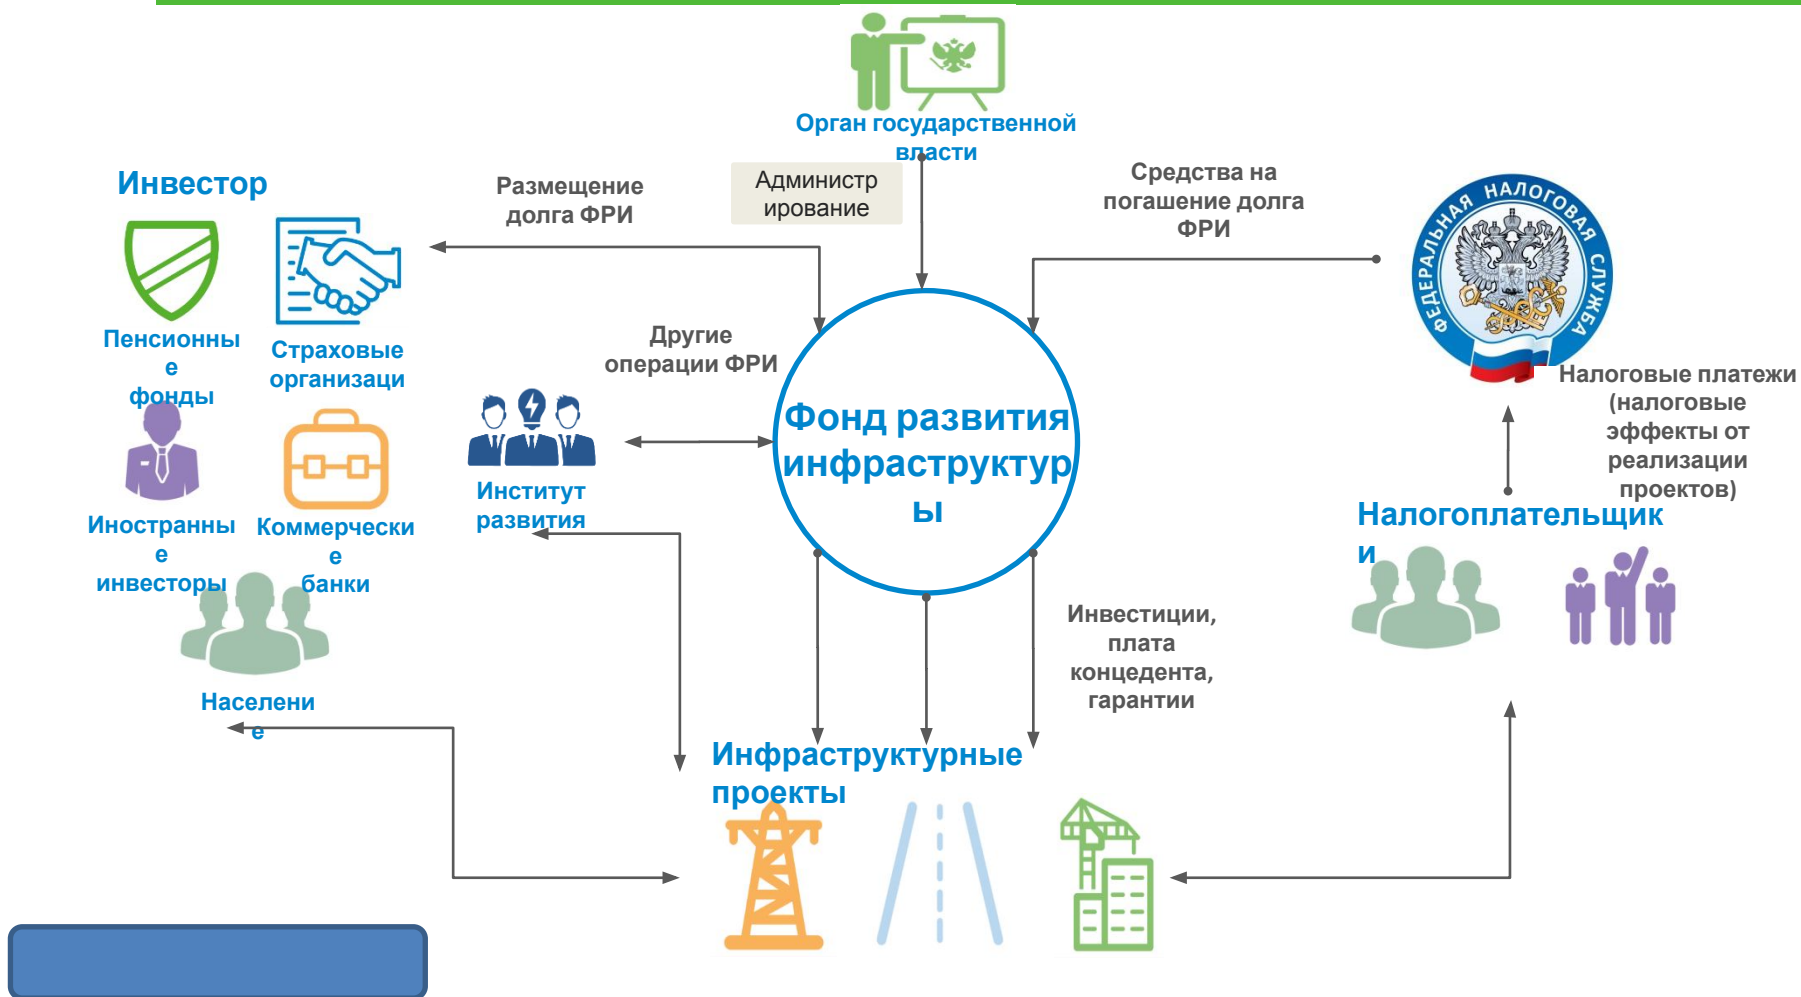 Орган государственной
власти
Инвестор
Размещение
долга ФРИ
Администр
ирование
Средства на
погашение долга
ФРИ
ФЕДЕРАЛЬНАЯ НАЛОГОВАЯ СЛУЖБА
Пенсионны
е
фонды
Страховые
организаци
Другие
операции ФРИ
Налоговые платежи
(налоговые
эффекты от
реализации
проектов)
Фонд развития
инфраструктур
ы
Институт
развития
Иностранны
е
инвесторы
Коммерчески
е
банки
Налогоплательщик
и
Инвестиции,
плата
концедента,
гарантии
Населени
е
Инфраструктурные
проекты